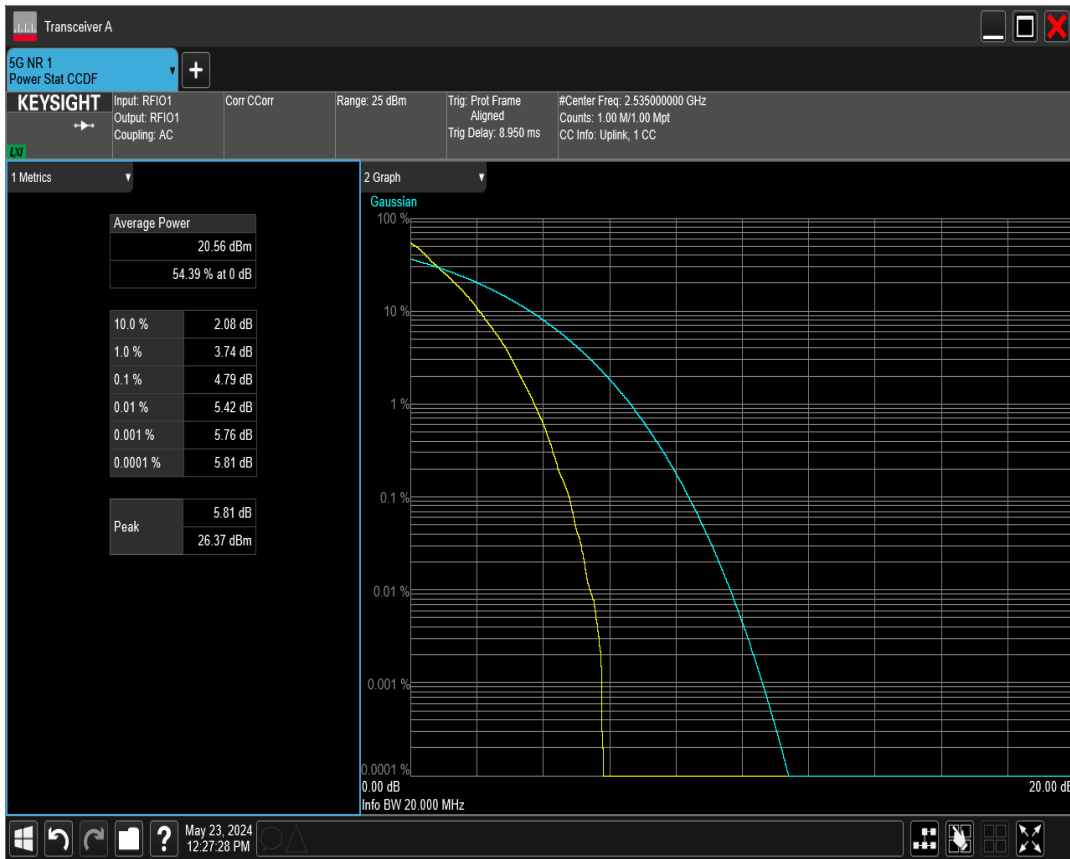 Transceiver A
5G NR 1
Power Stat CCDF
+
KEYSIGHT
LXI
Input: RFIO1
Output: RFIO1
Coupling: AC
Corr CCorr
Range: 25 dBm
Trig: Prot Frame
Aligned
Trig Delay: 8.950 ms
#Center Freq: 2.535000000 GHz
Counts: 1.00 M/1.00 Mpt
CC Info: Uplink, 1 CC
1 Metrics
Average Power
20.56 dBm
54.39 % at 0 dB
10.0 % 2.08 dB
1.0 % 3.74 dB
0.1 % 4.79 dB
0.01 % 5.42 dB
0.001 % 5.76 dB
0.0001 % 5.81 dB
Peak
5.81 dB
26.37 dBm
2 Graph
Gaussian
100 %
10 %
1 %
0.1 %
0.01 %
0.001 %
0.0001 %
0.00 dB
20.00 dB
Info BW 20.000 MHz
?
May 23, 2024
12:27:28 PM